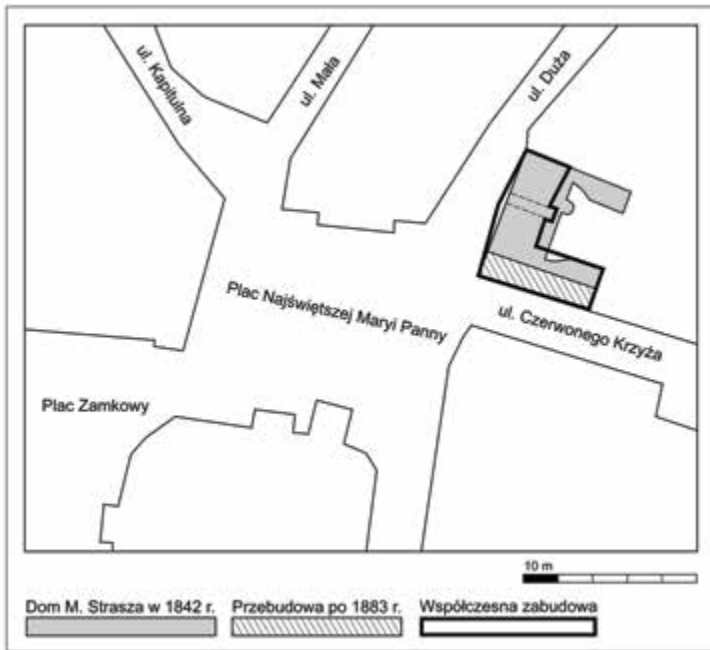 ul. Kapitulna
ul. Mała
ul. Duża
Plac Najświętszej Maryi Panny
ul. Czerwonego Krzyża
Plac Zamkowy
10 m
Dom M. Strasza w 1842 r.
Przebudowa po 1883 r.
Współczesna zabudowa